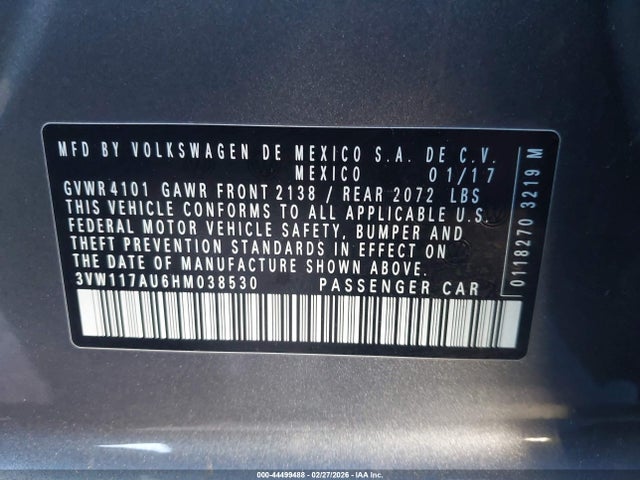 MFD BY VOLKSWAGEN DE MEXICO S.A. DE C.V.
MEXICO 01/17
GVWR 4101 GAWR FRONT 2138 / REAR 2072 LBS
THIS VEHICLE CONFORMS TO ALL APPLICABLE U.S.
FEDERAL MOTOR VEHICLE SAFETY, BUMPER AND
THEFT PREVENTION STANDARDS IN EFFECT ON
THE DATE OF MANUFACTURE SHOWN ABOVE.
3VW117AU6HM038530 PASSENGER CAR
0118270 3219 M
000-44499488 - 02/27/2026 - IAA Inc.